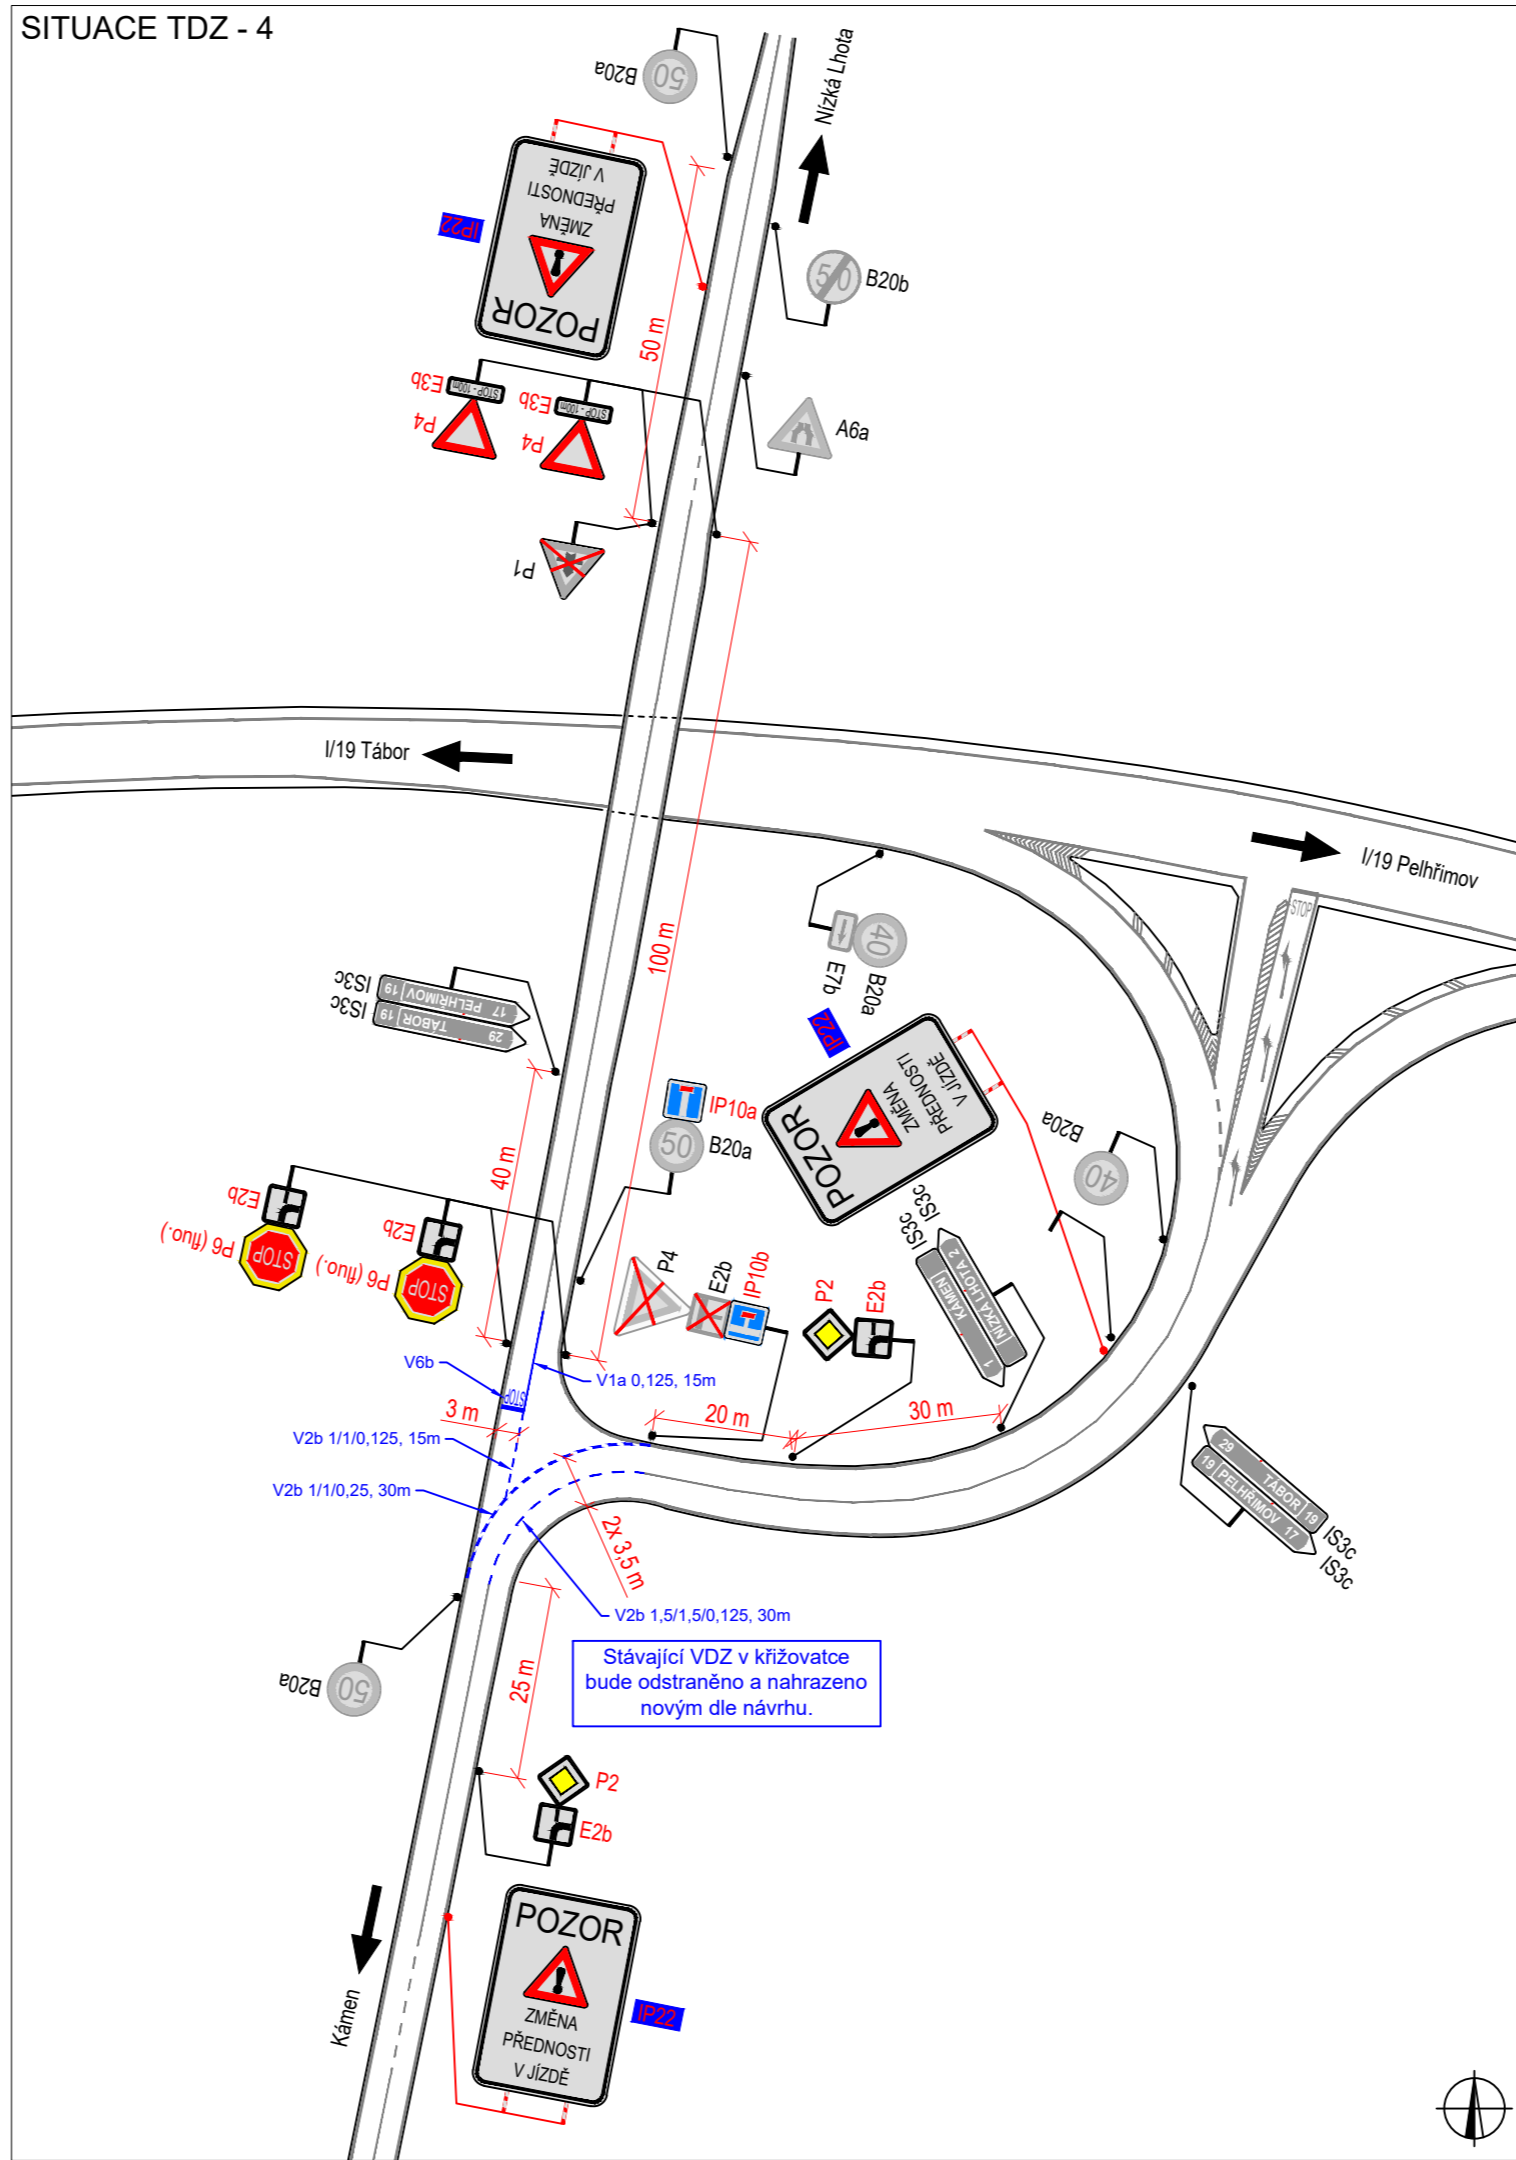 SITUACE TDZ - 4
B20a
50
Nízká Lhota
POZOR
ZMĚNA
PŘEDNOSTI
V JÍZDĚ
IP22
50
B20b
50 m
E3b
STOP - 100m
P4
E3b
STOP - 100m
P4
A6a
P1
I/19 Tábor
I/19 Pelhřimov
STOP
100 m
40
E7b
B20a
IS3c
17 PELHŘIMOV 19
IS3c
29 TÁBOR 19
IP22
POZOR
ZMĚNA
PŘEDNOSTI
V JÍZDĚ
IP10a
50
B20a
B20a
40
40 m
E2b
P6 (fluo.)
STOP
E2b
P6 (fluo.)
STOP
IS3c
IS3c
NÍZKÁ LHOTA 2
KÁMEN 1
P4
E2b
IP10b
P2
E2b
V6b
STOP
V1a 0,125, 15m
3 m
20 m
30 m
V2b 1/1/0,125, 15m
V2b 1/1/0,25, 30m
2x 3,5 m
29 TÁBOR 19
19 PELHŘIMOV 17
IS3c
IS3c
V2b 1,5/1,5/0,125, 30m
Stávající VDZ v křižovatce
bude odstraněno a nahrazeno
novým dle návrhu.
B20a
50
25 m
P2
E2b
Kámen
POZOR
ZMĚNA
PŘEDNOSTI
V JÍZDĚ
IP22